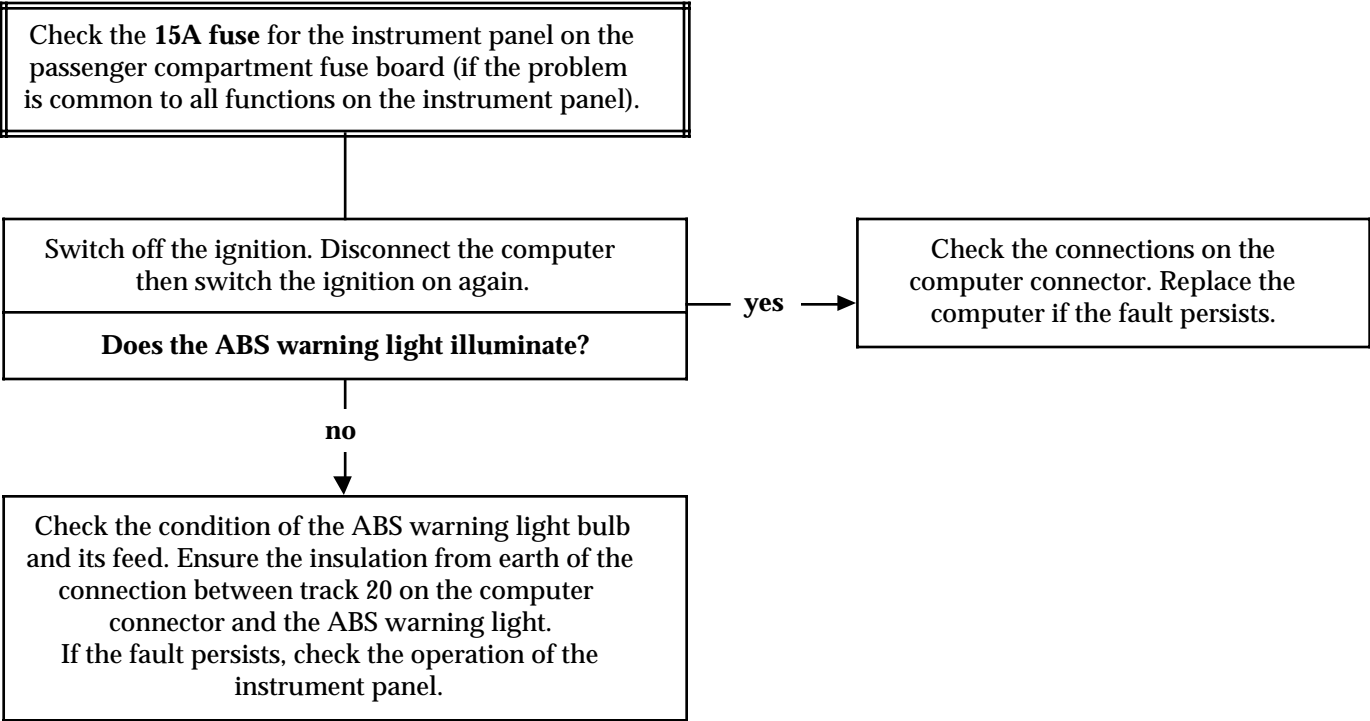 Check the 15A fuse for the instrument panel on the
passenger compartment fuse board (if the problem
is common to all functions on the instrument panel).
Switch off the ignition. Disconnect the computer
then switch the ignition on again.
Does the ABS warning light illuminate?
yes
Check the connections on the
computer connector. Replace the
computer if the fault persists.
no
Check the condition of the ABS warning light bulb
and its feed. Ensure the insulation from earth of the
connection between track 20 on the computer
connector and the ABS warning light.
If the fault persists, check the operation of the
instrument panel.